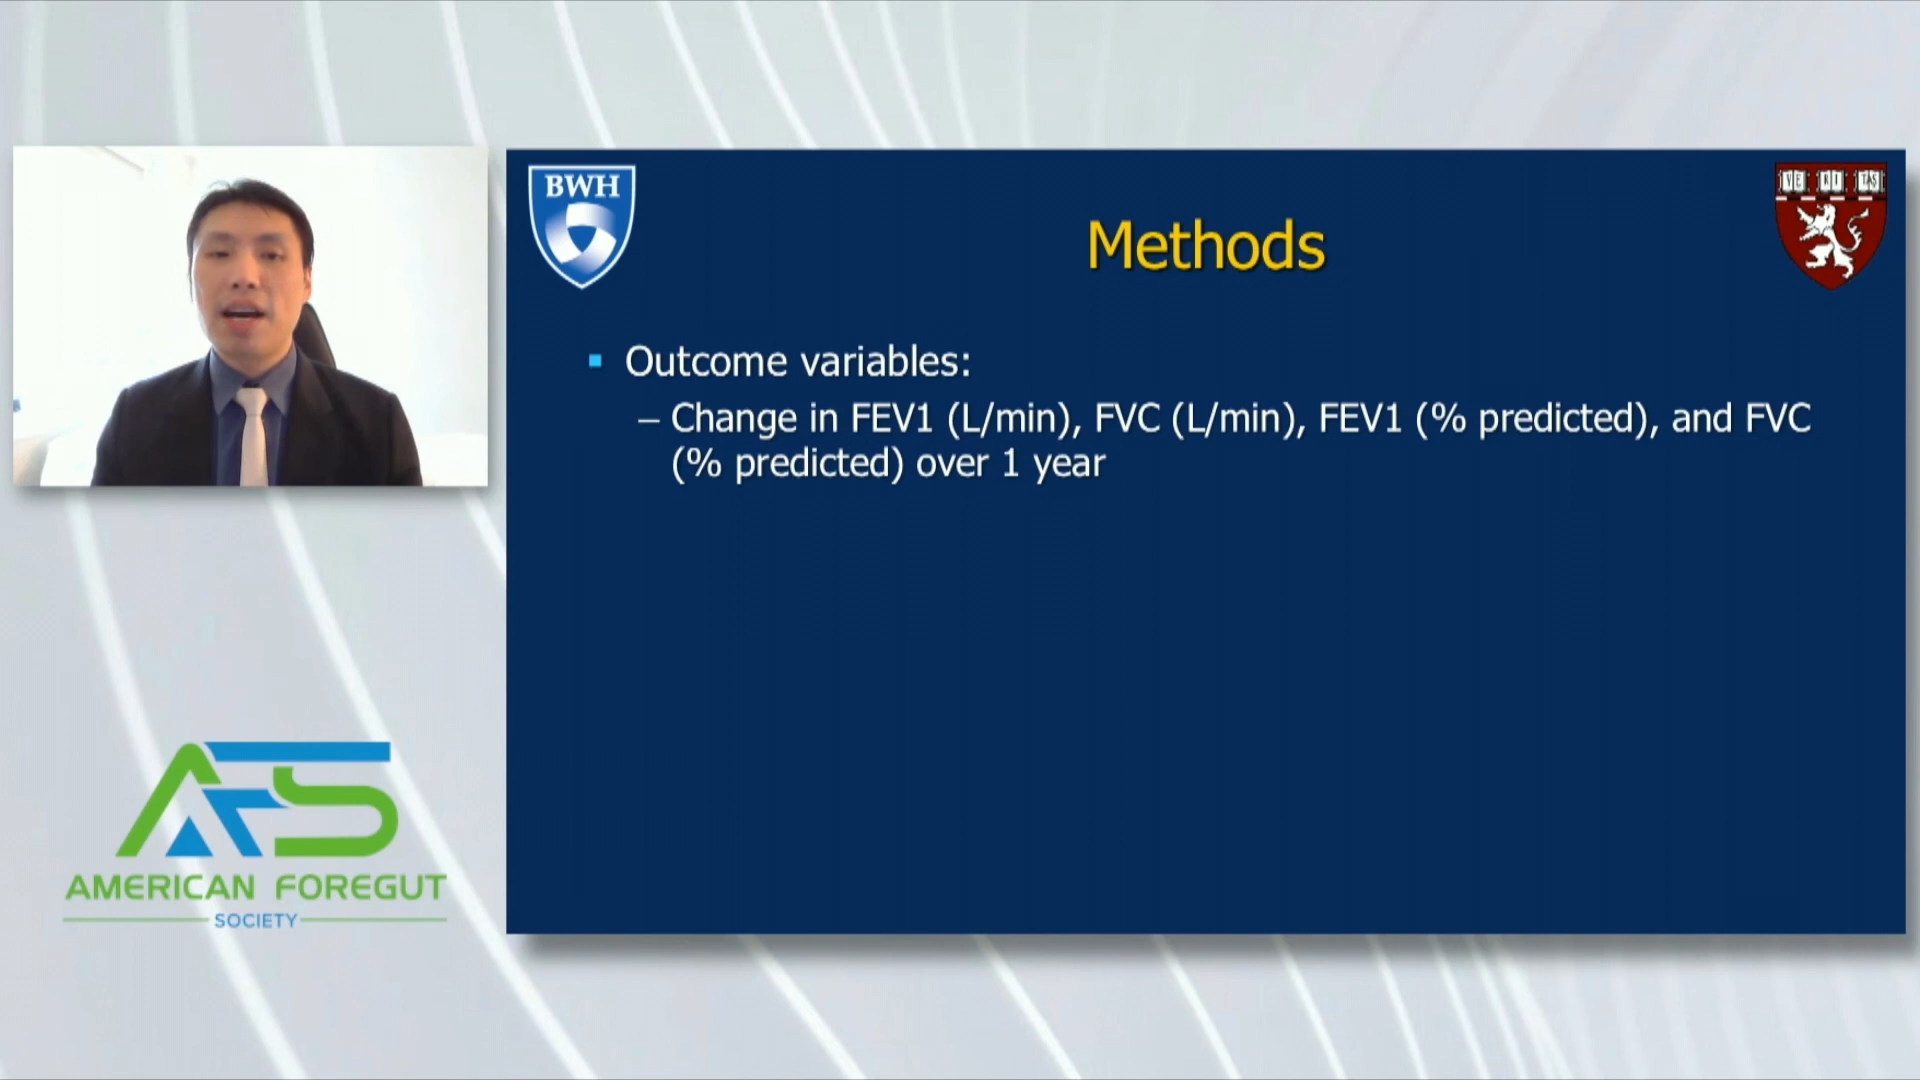 BWH
VE RI TAS
Methods
Outcome variables:
– Change in FEV1 (L/min), FVC (L/min), FEV1 (% predicted), and FVC
(% predicted) over 1 year
AFS
AMERICAN FOREGUT
SOCIETY